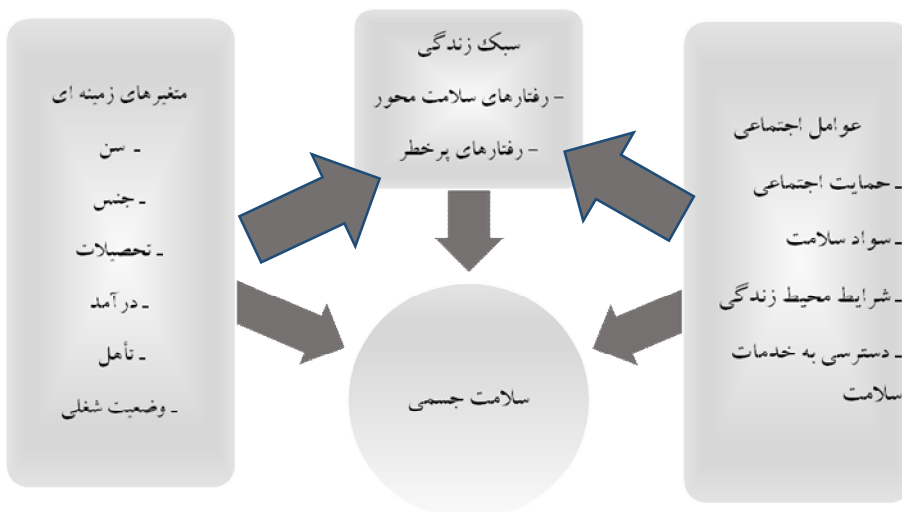 عوامل اجتماعی
ـ حمایت اجتماعی
ـ سواد سلامت
ـ شرایط محیط زندگی
ـ دسترسی به خدمات
سلامت
سبک زندگی
- رفتارهای سلامت محور
- رفتارهای پرخطر
سلامت جسمی
متغیرهای زمینه ای
ـ سن
ـ جنس
ـ تحصیلات
ـ درآمد
ـ تأهل
ـ وضعیت شغلی